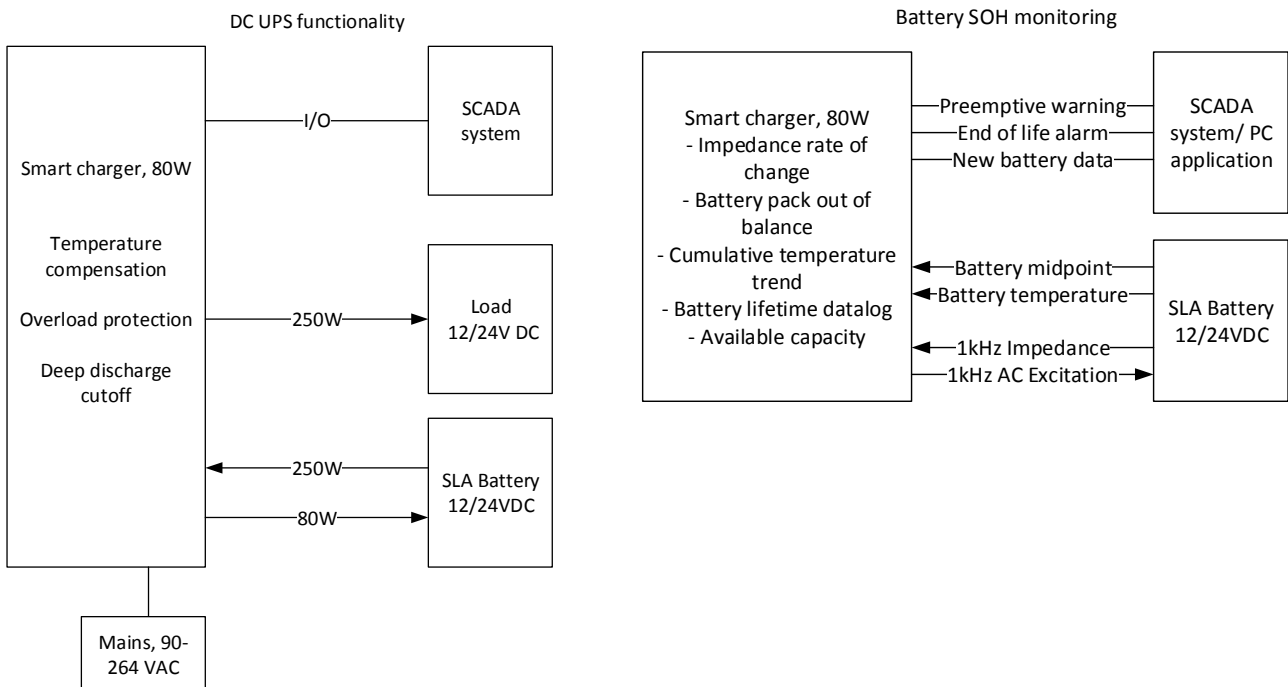 DC UPS functionality
Smart charger, 80W
Temperature
compensation
Overload protection
Deep discharge
cutoff
I/O
SCADA
system
250W
Load
12/24V DC
250W
80W
SLA Battery
12/24VDC
Mains, 90-
264 VAC
Battery SOH monitoring
Smart charger, 80W
- Impedance rate of
change
- Battery pack out of
balance
- Cumulative temperature
trend
- Battery lifetime datalog
- Available capacity
Preemptive warning
End of life alarm
New battery data
SCADA
system/ PC
application
Battery midpoint
Battery temperature
1kHz Impedance
1kHz AC Excitation
SLA Battery
12/24VDC